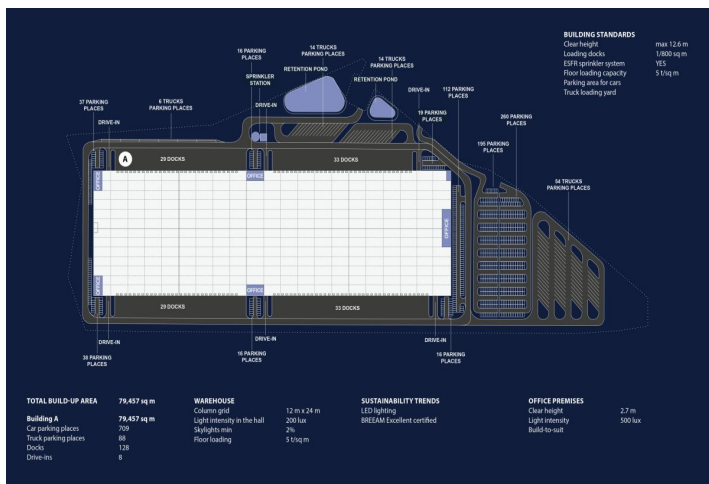 BUILDING STANDARDS
Clear height max 12.6 m
Loading docks 1/800 sq m
ESFR sprinkler system YES
Floor loading capacity 5 t/sq m
Parking area for cars
Truck loading yard
16 PARKING
PLACES
14 TRUCKS
PARKING PLACES
14 TRUCKS
PARKING PLACES
RETENTION POND
RETENTION POND
SPRINKLER
STATION
DRIVE-IN
DRIVE-IN
112 PARKING
PLACES
37 PARKING
PLACES
6 TRUCKS
PARKING PLACES
19 PARKING
PLACES
260 PARKING
PLACES
DRIVE-IN
195 PARKING
PLACES
54 TRUCKS
PARKING PLACES
A
29 DOCKS
33 DOCKS
OFFICE
OFFICE
OFFICE
OFFICE
OFFICE
29 DOCKS
33 DOCKS
DRIVE-IN
DRIVE-IN
DRIVE-IN
38 PARKING
PLACES
16 PARKING
PLACES
16 PARKING
PLACES
TOTAL BUILD-UP AREA 79,457 sq m
Building A 79,457 sq m
Car parking places 709
Truck parking places 88
Docks 128
Drive-ins 8
WAREHOUSE
Column grid 12 m x 24 m
Light intensity in the hall 200 lux
Skylights min 2%
Floor loading 5 t/sq m
SUSTAINABILITY TRENDS
LED lighting
BREEAM Excellent certified
OFFICE PREMISES
Clear height 2.7 m
Light intensity 500 lux
Build-to-suit